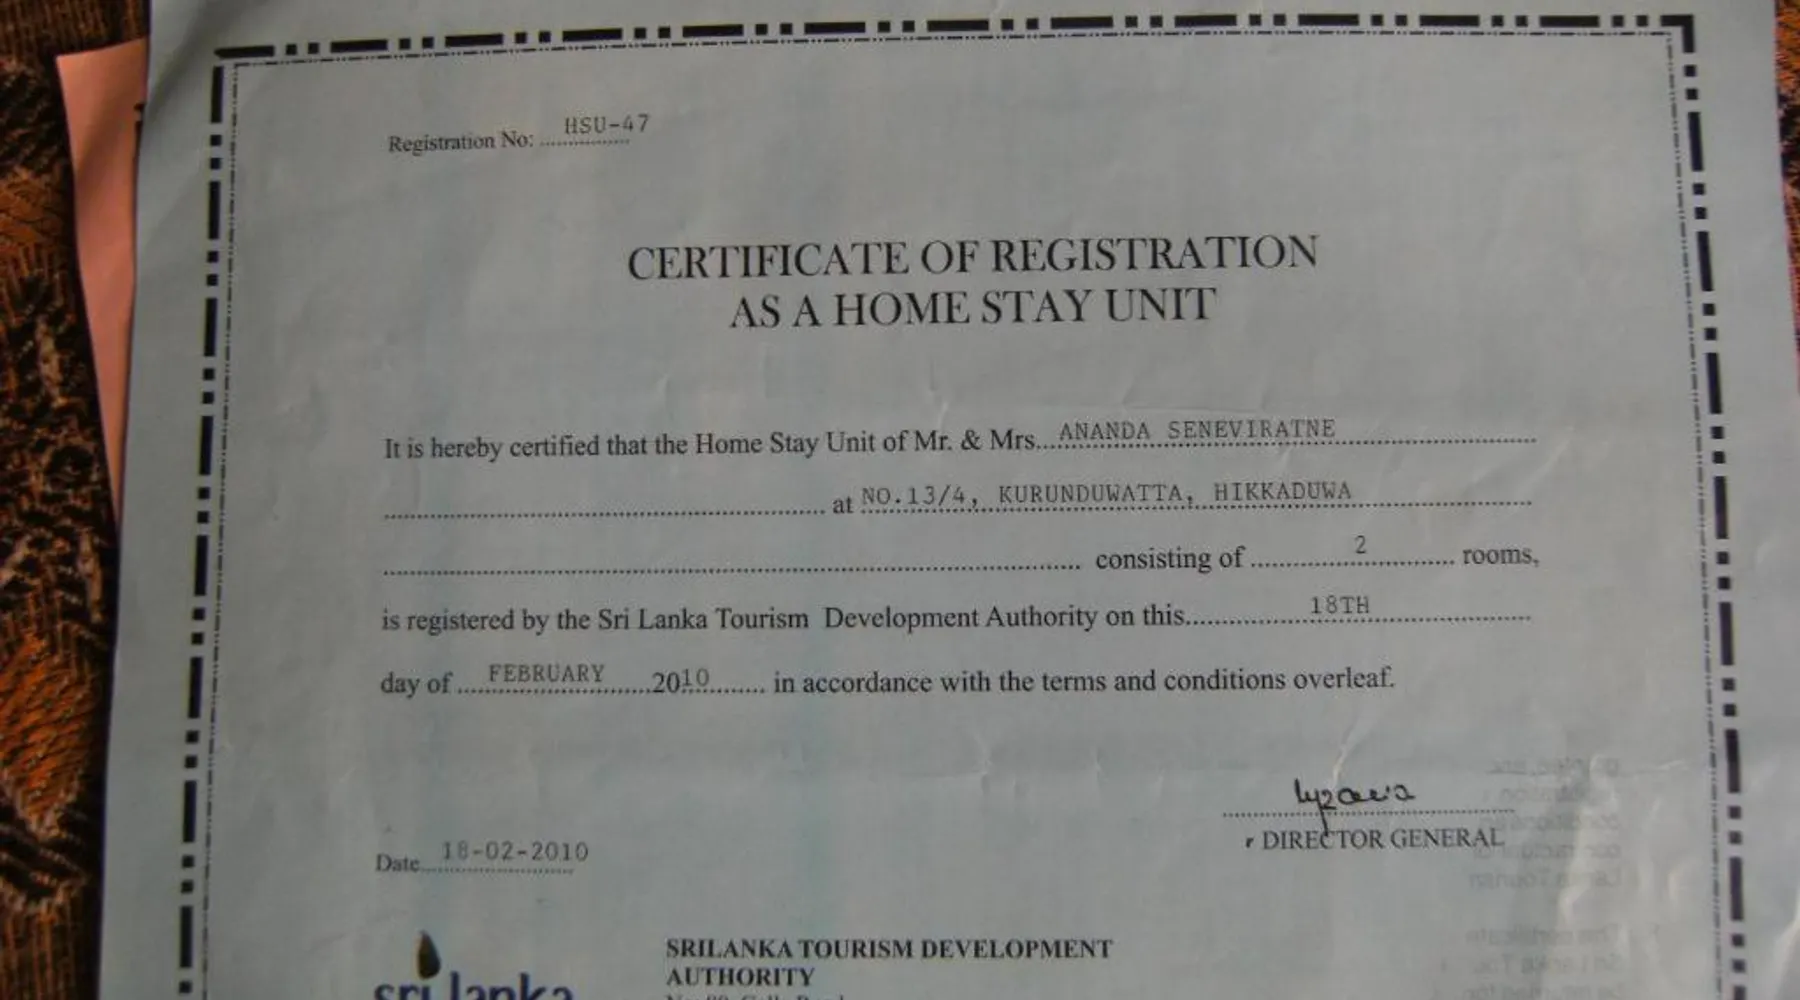 Registration No: HSU-47
CERTIFICATE OF REGISTRATION
AS A HOME STAY UNIT
It is hereby certified that the Home Stay Unit of Mr. & Mrs. ANANDA SENEVIRATNE
at NO.13/4, KURUNDUWATTA, HIKKADUWA
consisting of 2 rooms,
is registered by the Sri Lanka Tourism Development Authority on this 18TH
day of FEBRUARY 2010 in accordance with the terms and conditions overleaf.
DIRECTOR GENERAL
Date 18-02-2010
sri lanka
SRILANKA TOURISM DEVELOPMENT
AUTHORITY